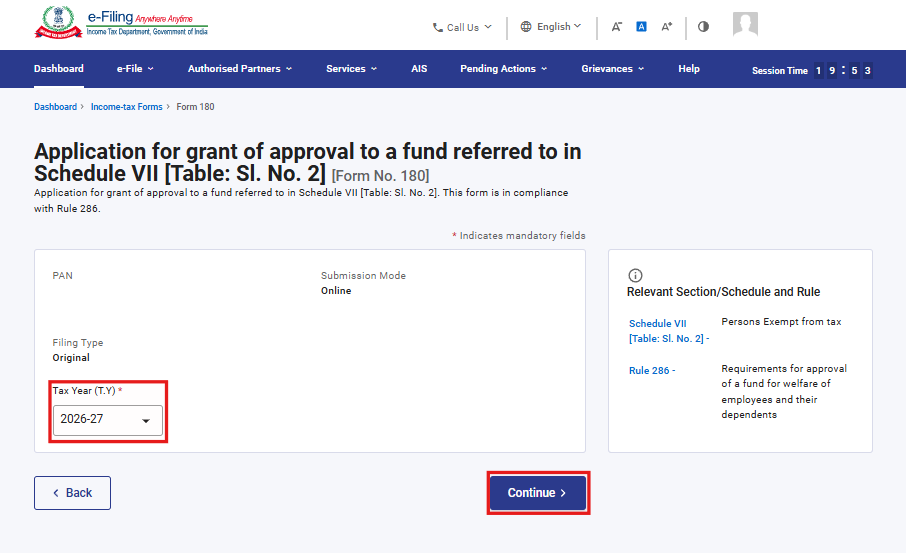 e-Filing Anywhere Anytime
Income Tax Department, Government of India
Call Us
English
A-
A
A+
Dashboard
e-File
Authorised Partners
Services
AIS
Pending Actions
Grievances
Help
Session Time 1 9 : 5 3
Dashboard > Income-tax Forms > Form 180
Application for grant of approval to a fund referred to in
Schedule VII [Table: Sl. No. 2] [Form No. 180]
Application for grant of approval to a fund referred to in Schedule VII [Table: Sl. No. 2]. This form is in compliance
with Rule 286.
* Indicates mandatory fields
PAN
Submission Mode
Online
Filing Type
Original
Tax Year (T.Y) *
2026-27
Relevant Section/Schedule and Rule
Schedule VII
[Table: Sl. No. 2] -
Persons Exempt from tax
Rule 286 -
Requirements for approval
of a fund for welfare of
employees and their
dependents
< Back
Continue >